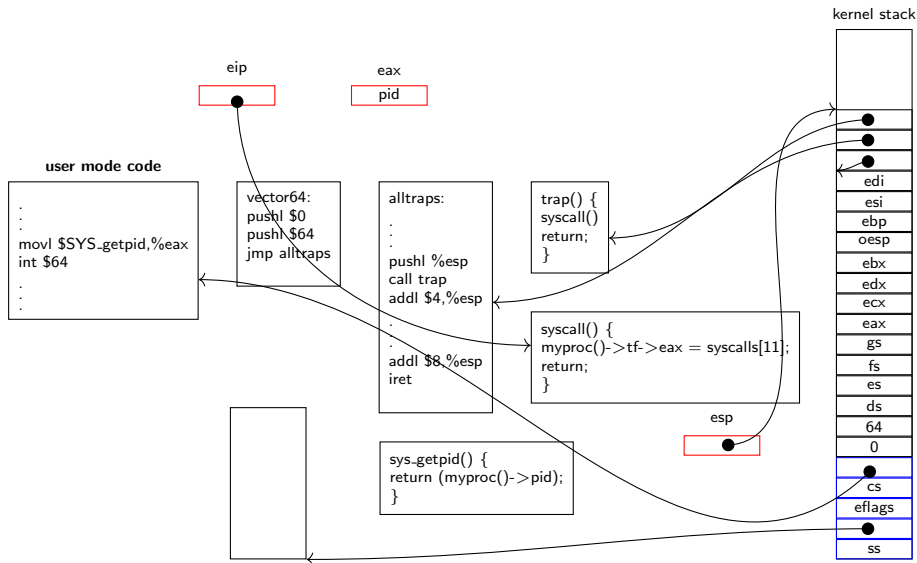 kernel stack
eip
eax
pid
user mode code
.
.
.
movl $SYS_getpid,%eax
int $64
.
.
.
vector64:
pushl $0
pushl $64
jmp alltraps
alltraps:
.
.
.
pushl %esp
call trap
addl $4,%esp
.
.
.
addl $8,%esp
iret
trap() {
syscall()
return;
}
syscall() {
myproc()->tf->eax = syscalls[11];
return;
}
esp
sys_getpid() {
return (myproc()->pid);
}
edi
esi
ebp
oesp
ebx
edx
ecx
eax
gs
fs
es
ds
64
0
cs
eflags
ss